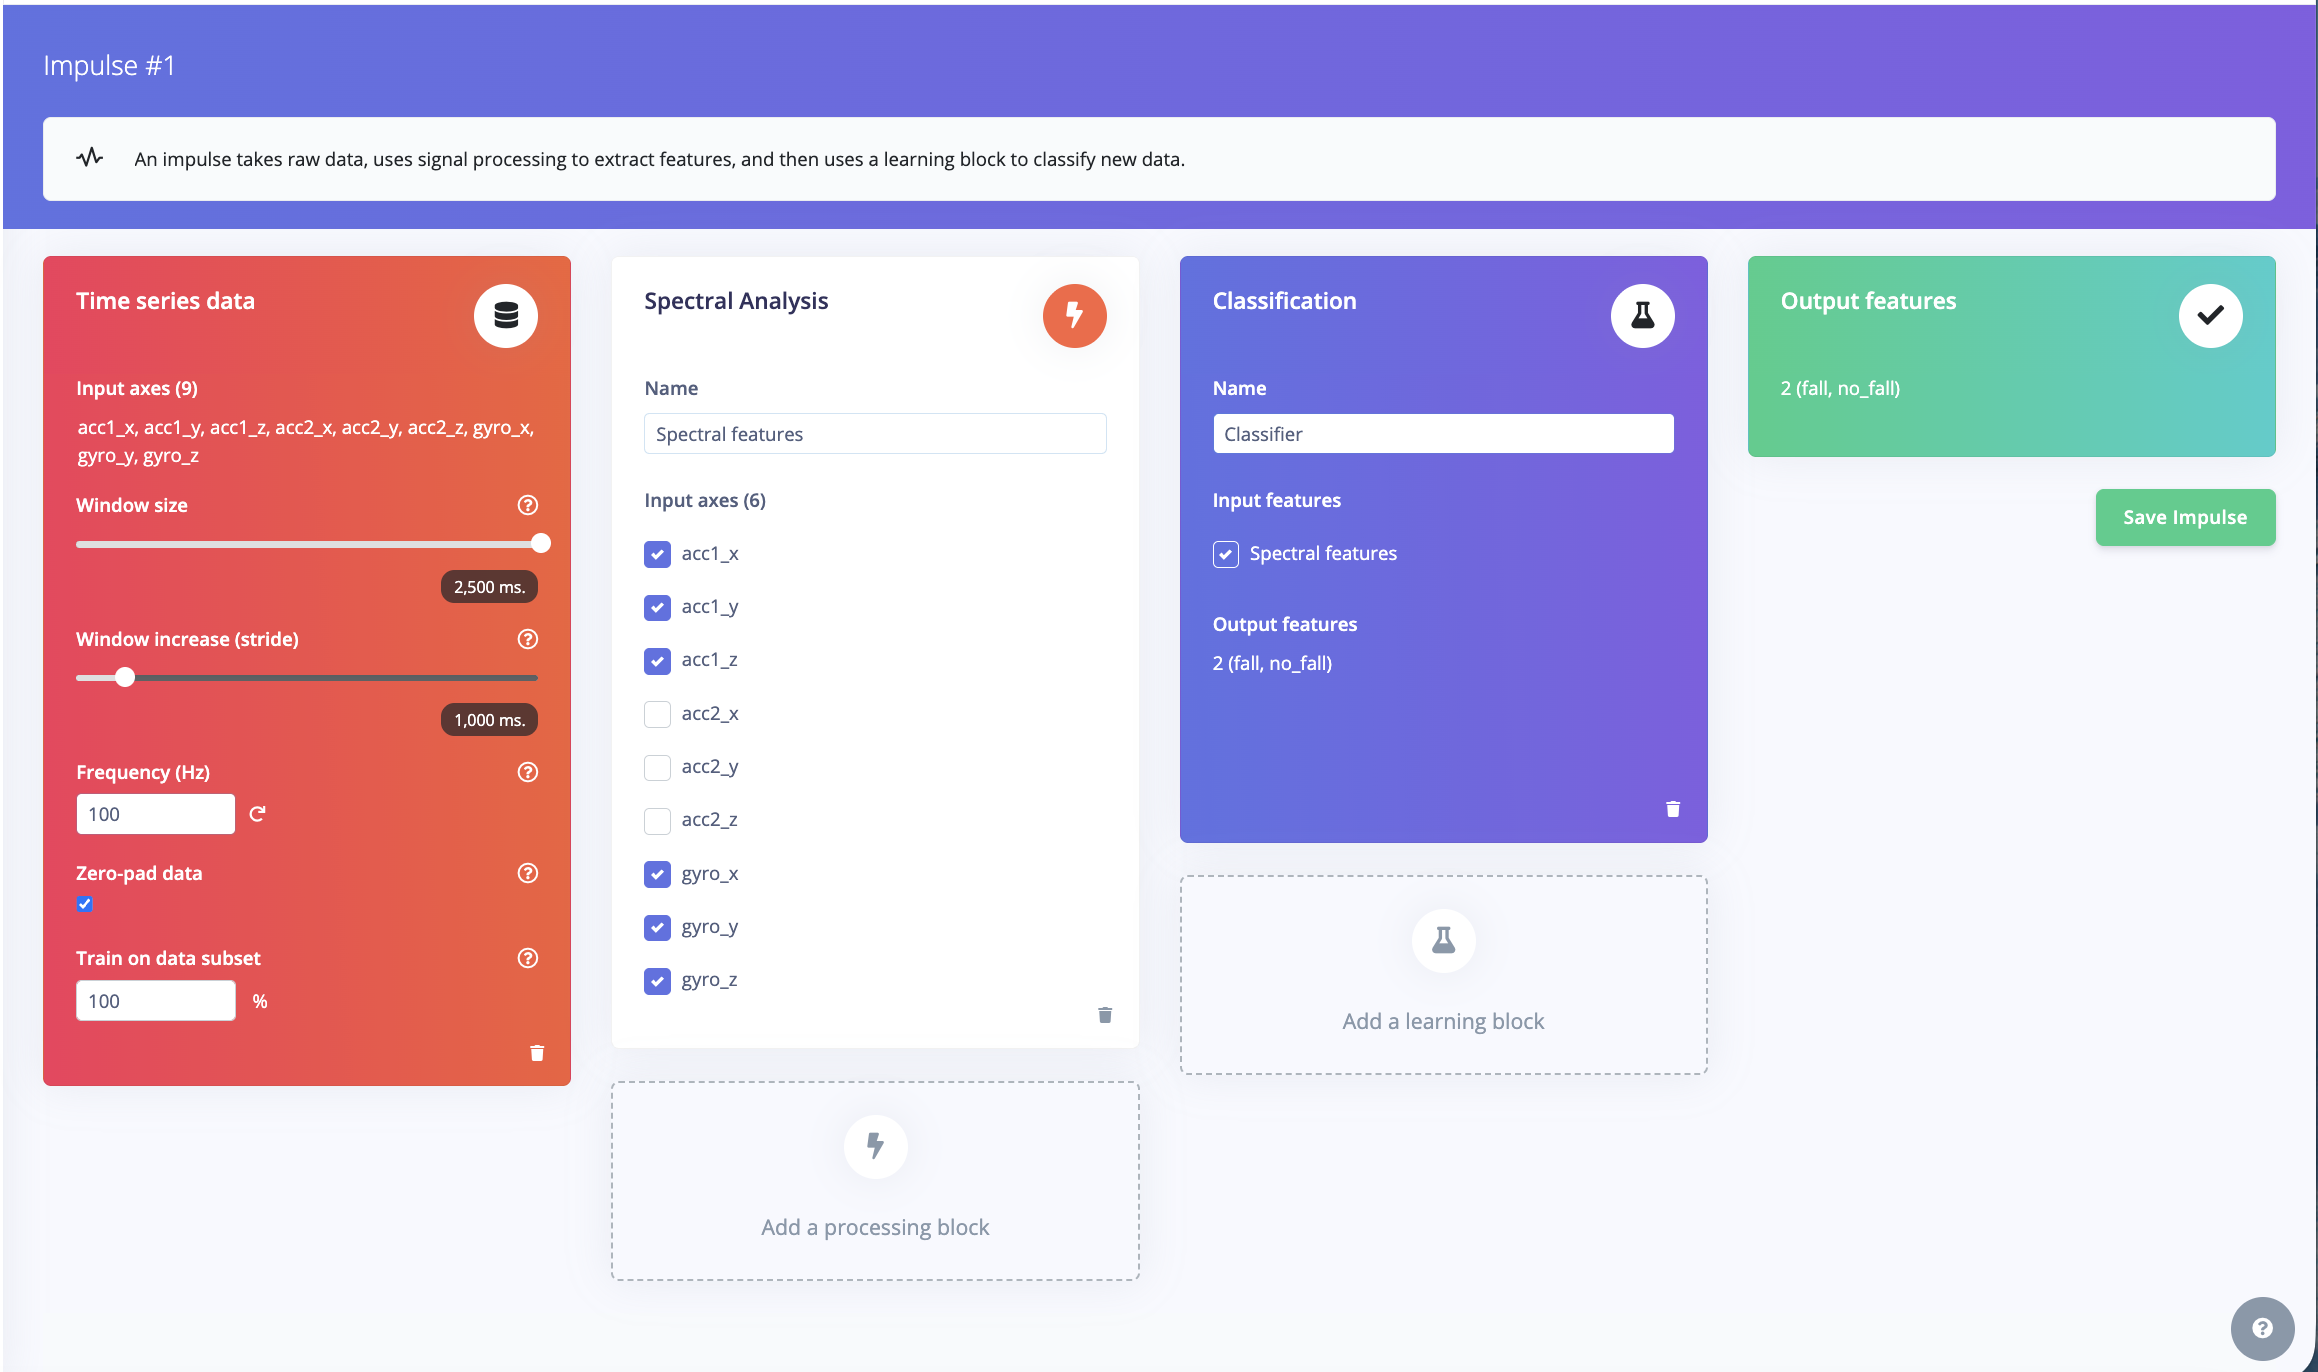 Impulse #1
An impulse takes raw data, uses signal processing to extract features, and then uses a learning block to classify new data.
Time series data
Input axes (9)
acc1_x, acc1_y, acc1_z, acc2_x, acc2_y, acc2_z, gyro_x,
gyro_y, gyro_z
Window size
2,500 ms.
Window increase (stride)
1,000 ms.
Frequency (Hz)
100
Zero-pad data
Train on data subset
100 %
Spectral Analysis
Name
Spectral features
Input axes (6)
acc1_x
acc1_y
acc1_z
acc2_x
acc2_y
acc2_z
gyro_x
gyro_y
gyro_z
Add a processing block
Classification
Name
Classifier
Input features
Spectral features
Output features
2 (fall, no_fall)
Add a learning block
Output features
2 (fall, no_fall)
Save Impulse